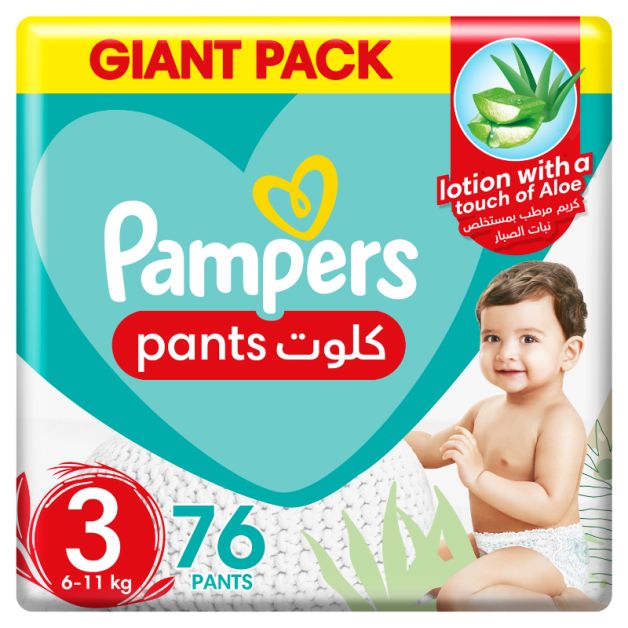 GIANT PACK
lotion with a
touch of Aloe
كريم مرطب بمستخلص
نبات الصبار
Pampers
pants كلوت
3
6-11 kg
76
PANTS